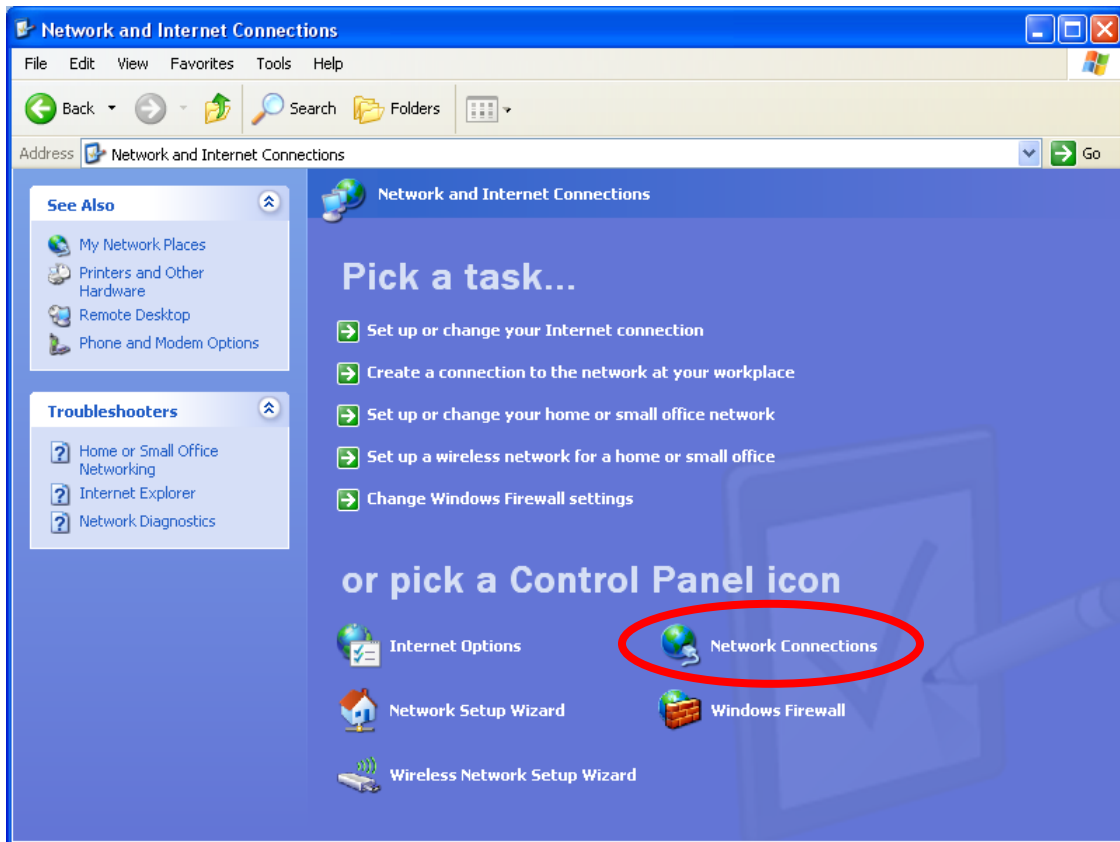 Network and Internet Connections
File Edit View Favorites Tools Help
Back Search Folders
Address Network and Internet Connections Go
See Also
My Network Places
Printers and Other
Hardware
Remote Desktop
Phone and Modem Options
Troubleshooters
Home or Small Office
Networking
Internet Explorer
Network Diagnostics
Network and Internet Connections
Pick a task...
Set up or change your Internet connection
Create a connection to the network at your workplace
Set up or change your home or small office network
Set up a wireless network for a home or small office
Change Windows Firewall settings
or pick a Control Panel icon
Internet Options
Network Connections
Network Setup Wizard
Windows Firewall
Wireless Network Setup Wizard